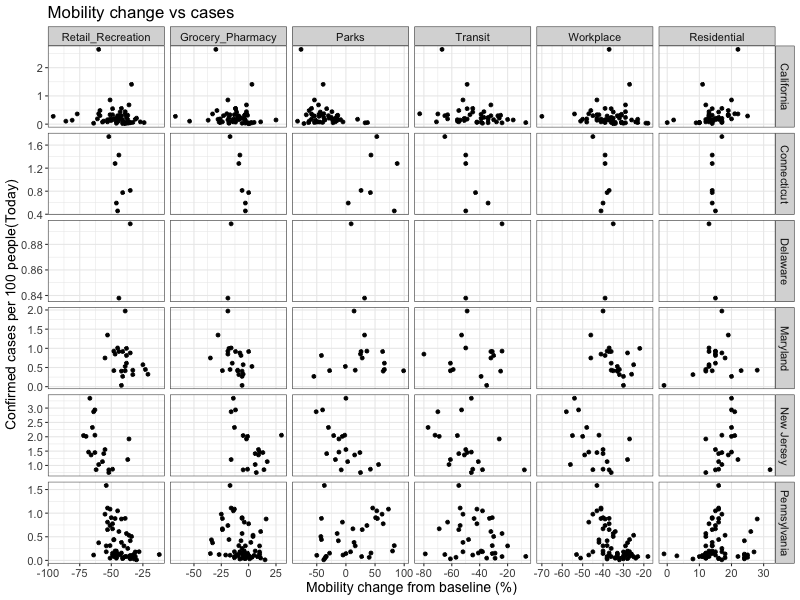 Mobility change vs cases
Retail_Recreation Grocery_Pharmacy Parks Transit Workplace Residential
California
2
1
0
Connecticut
1.6
1.2
0.8
0.4
Delaware
0.88
0.86
0.84
Maryland
2.0
1.5
1.0
0.5
0.0
New Jersey
3.0
2.5
2.0
1.5
1.0
Pennsylvania
1.5
1.0
0.5
0.0
-100 -75 -50 -25 -50 -25 0 25 -50 0 50 100 -80 -60 -40 -20 -70 -60 -50 -40 -30 -20 0 10 20 30
Mobility change from baseline (%)
Confirmed cases per 100 people(Today)